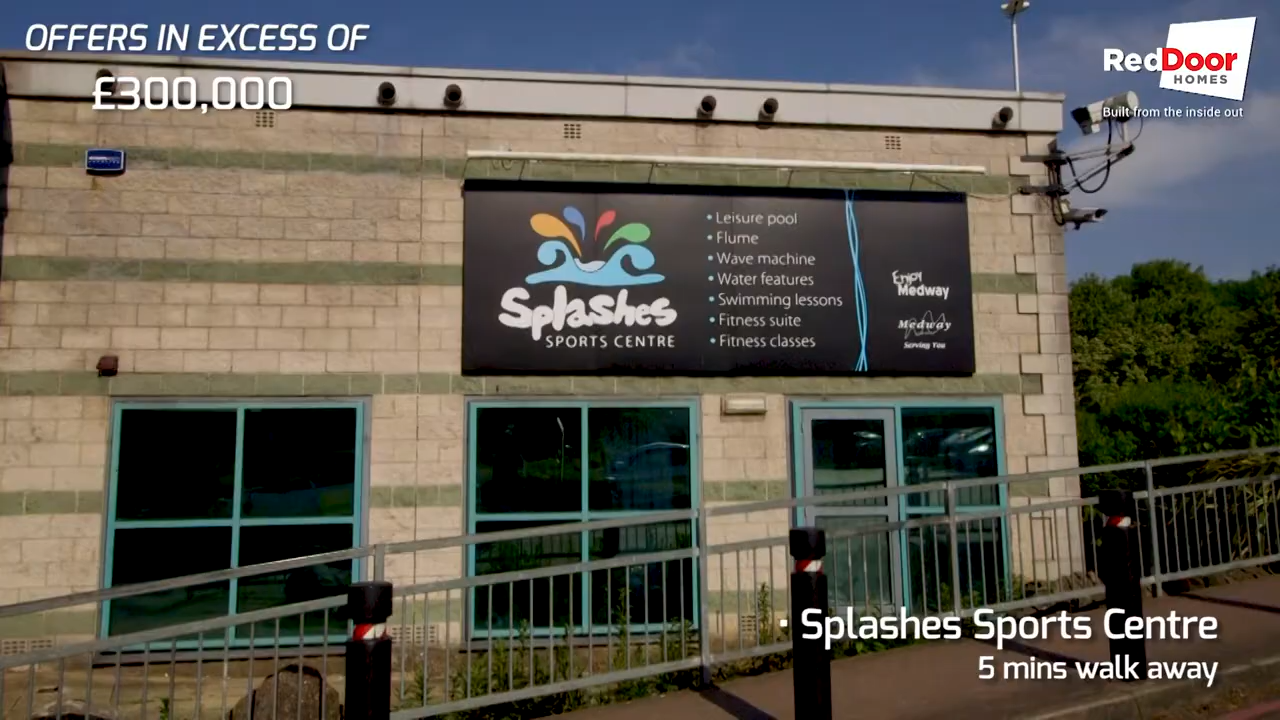 OFFERS IN EXCESS OF
£300,000
RedDoor
HOMES
Built from the inside out
Splashes
SPORTS CENTRE
• Leisure pool
• Flume
• Wave machine
• Water features
• Swimming lessons
• Fitness suite
• Fitness classes
Enjoy
Medway
Medway
Serving You
· Splashes Sports Centre
5 mins walk away